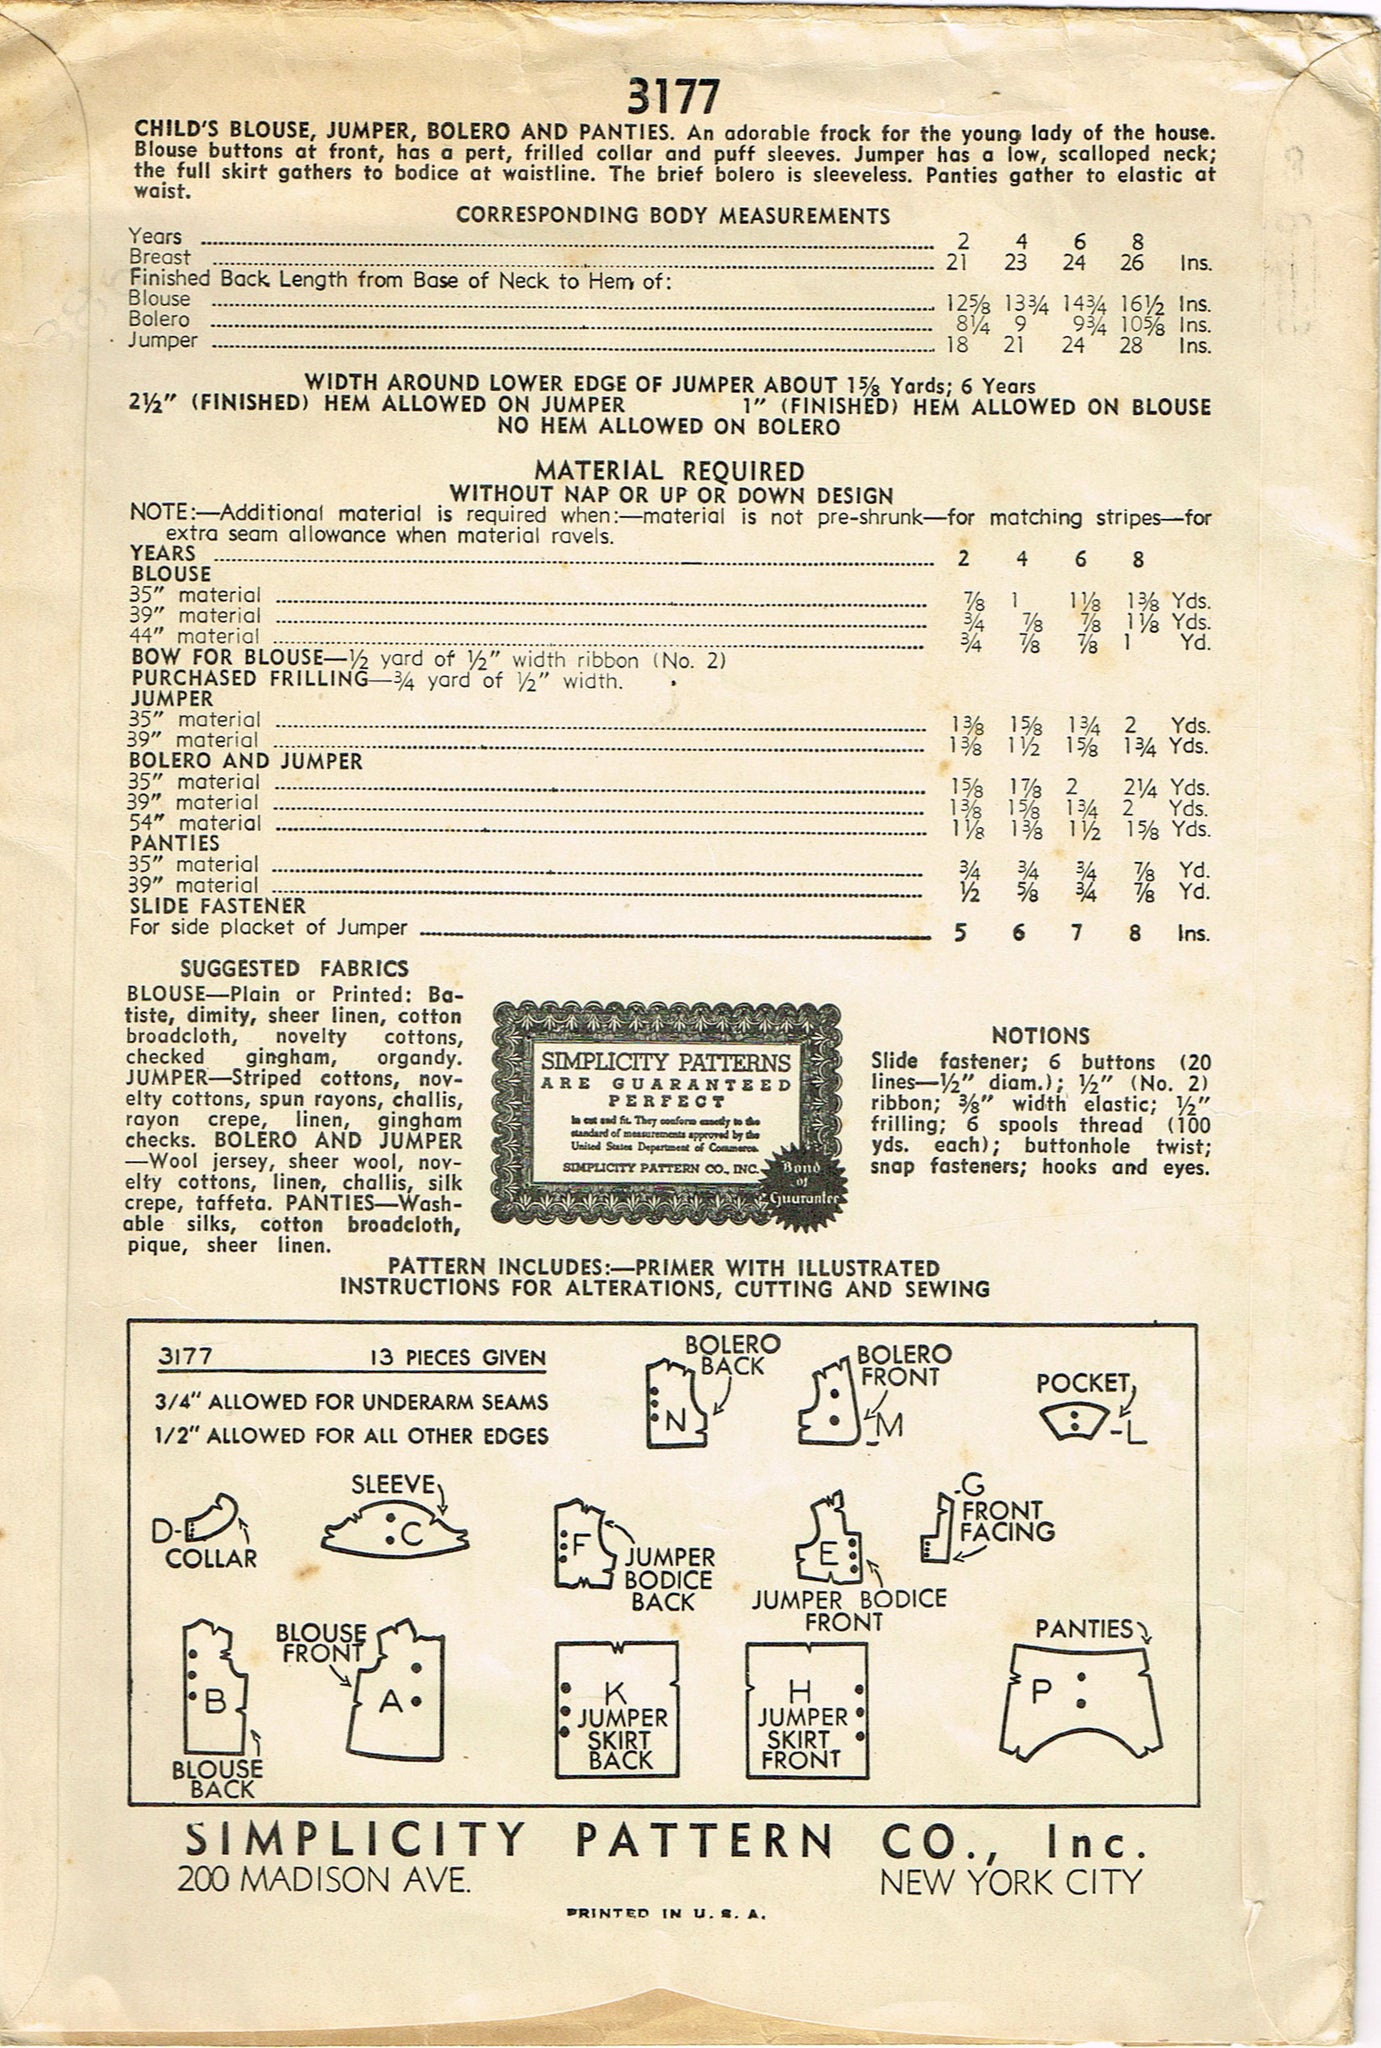 3177
CHILD'S BLOUSE, JUMPER, BOLERO AND PANTIES. An adorable frock for the young lady of the house.
Blouse buttons at front, has a pert, frilled collar and puff sleeves. Jumper has a low, scalloped neck;
the full skirt gathers to bodice at waistline. The brief bolero is sleeveless. Panties gather to elastic at
waist.
CORRESPONDING BODY MEASUREMENTS
Years 2 4 6 8
Breast 21 23 24 26 Ins.
Finished Back Length from Base of Neck to Hem of:
Blouse 12⅝ 13¾ 14¾ 16½ Ins.
Bolero 8¼ 9 9¾ 10⅝ Ins.
Jumper 18 21 24 28 Ins.
WIDTH AROUND LOWER EDGE OF JUMPER ABOUT 1⅝ Yards; 6 Years
2½" (FINISHED) HEM ALLOWED ON JUMPER 1" (FINISHED) HEM ALLOWED ON BLOUSE
NO HEM ALLOWED ON BOLERO
MATERIAL REQUIRED
WITHOUT NAP OR UP OR DOWN DESIGN
NOTE:—Additional material is required when:—material is not pre-shrunk—for matching stripes—for
extra seam allowance when material ravels.
YEARS 2 4 6 8
BLOUSE
35" material ⅞ 1 1⅛ 1⅜ Yds.
39" material ¾ ⅞ ⅞ 1⅛ Yds.
44" material ¾ ⅞ ⅞ 1 Yd.
BOW FOR BLOUSE—½ yard of ½" width ribbon (No. 2)
PURCHASED FRILLING—¾ yard of ½" width.
JUMPER
35" material 1⅜ 1⅝ 1¾ 2 Yds.
39" material 1⅜ 1½ 1⅝ 1¾ Yds.
BOLERO AND JUMPER
35" material 1⅝ 1⅞ 2 2¼ Yds.
39" material 1⅜ 1⅝ 1¾ 2 Yds.
54" material 1⅛ 1⅜ 1½ 1⅝ Yds.
PANTIES
35" material ¾ ¾ ¾ ⅞ Yd.
39" material ½ ⅝ ¾ ⅞ Yd.
SLIDE FASTENER
For side placket of Jumper 5 6 7 8 Ins.
SUGGESTED FABRICS
BLOUSE—Plain or Printed: Ba-
tiste, dimity, sheer linen, cotton
broadcloth, novelty cottons,
checked gingham, organdy.
JUMPER—Striped cottons, nov-
elty cottons, spun rayons, challis,
rayon crepe, linen, gingham
checks. BOLERO AND JUMPER
—Wool jersey, sheer wool, nov-
elty cottons, linen, challis, silk
crepe, taffeta. PANTIES—Wash-
able silks, cotton broadcloth,
pique, sheer linen.
SIMPLICITY PATTERNS
ARE GUARANTEED
PERFECT
in cut and fit. They conform exactly to the
standard of measurements approved by the
United States Department of Commerce.
SIMPLICITY PATTERN CO., INC.
Bond
of
Guarantee
NOTIONS
Slide fastener; 6 buttons (20
lines—½" diam.); ½" (No. 2)
ribbon; ⅜" width elastic; ½"
frilling; 6 spools thread (100
yds. each); buttonhole twist;
snap fasteners; hooks and eyes.
PATTERN INCLUDES:—PRIMER WITH ILLUSTRATED
INSTRUCTIONS FOR ALTERATIONS, CUTTING AND SEWING
3177 13 PIECES GIVEN
3/4" ALLOWED FOR UNDERARM SEAMS
1/2" ALLOWED FOR ALL OTHER EDGES
BOLERO
BACK
N
BOLERO
FRONT
M
POCKET
L
D-
COLLAR
SLEEVE
C
F
JUMPER
BODICE
BACK
E
JUMPER BODICE
FRONT
-G
FRONT
FACING
B
BLOUSE
BACK
BLOUSE
FRONT
A
K
JUMPER
SKIRT
BACK
H
JUMPER
SKIRT
FRONT
PANTIES
P
SIMPLICITY PATTERN CO., Inc.
200 MADISON AVE. NEW YORK CITY
PRINTED IN U. S. A.